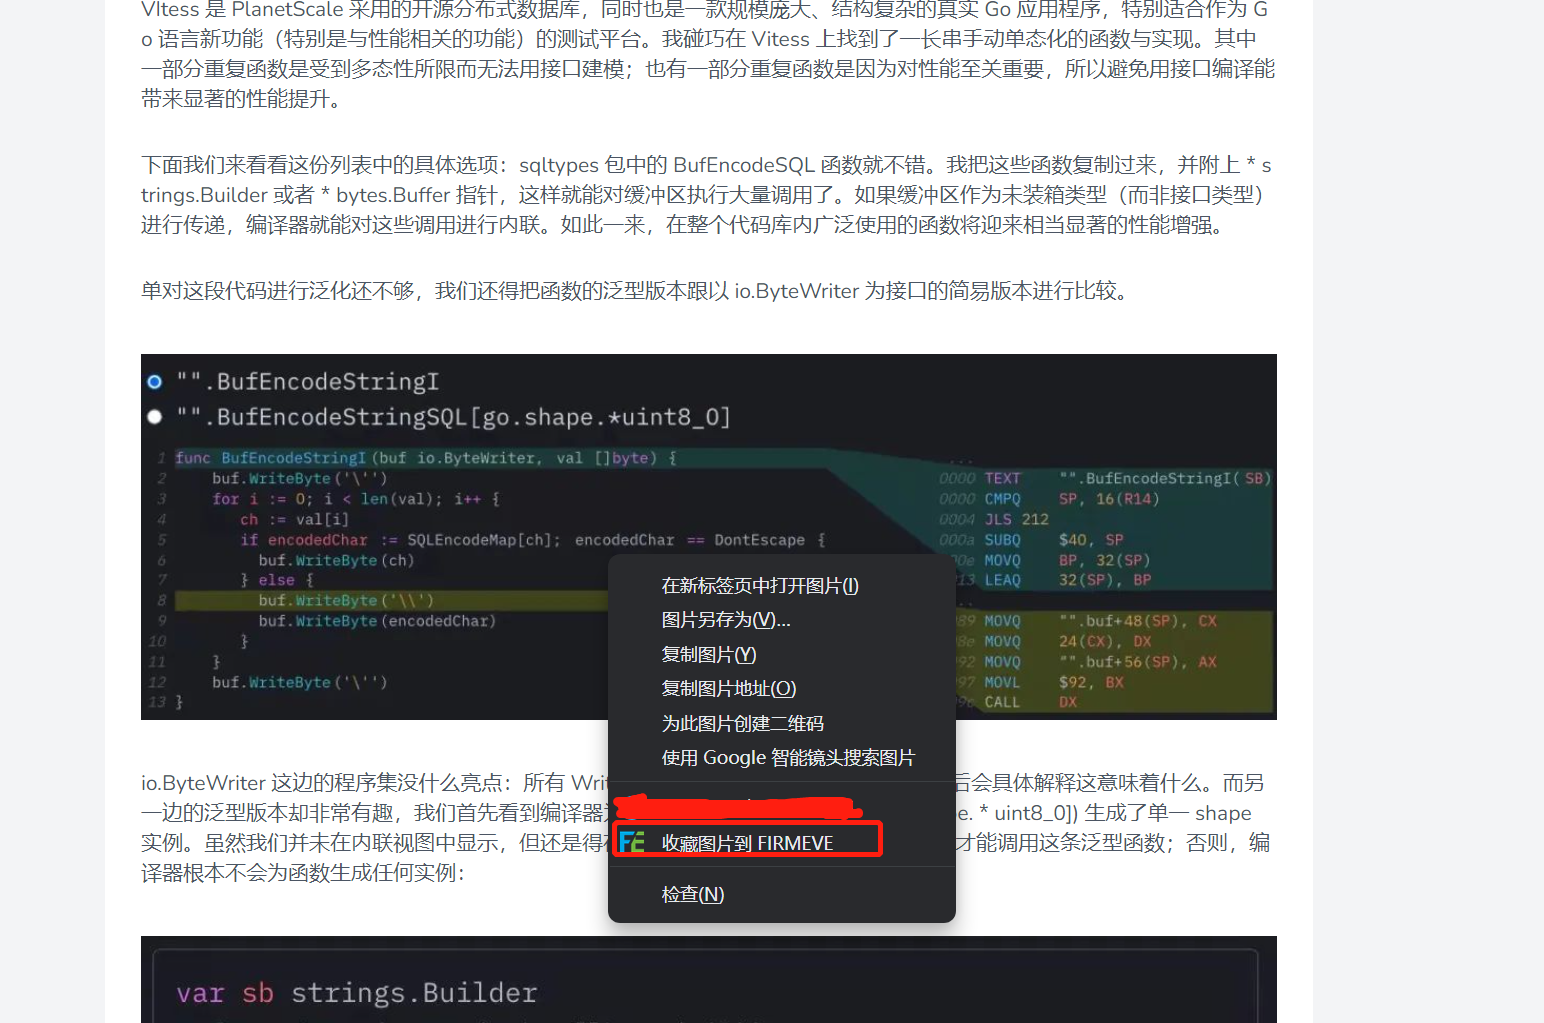 VItess 是 PlanetScale 采用的开源分布式数据库，同时也是一款规模庞大、结构复杂的真实 Go 应用程序，特别适合作为 G
o 语言新功能（特别是与性能相关的功能）的测试平台。我碰巧在 Vitess 上找到了一长串手动单态化的函数与实现。其中
一部分重复函数是受到多态性所限而无法用接口建模；也有一部分重复函数是因为对性能至关重要，所以避免用接口编译能
带来显著的性能提升。
下面我们来看看这份列表中的具体选项：sqltypes 包中的 BufEncodeSQL 函数就不错。我把这些函数复制过来，并附上 * s
trings.Builder 或者 * bytes.Buffer 指针，这样就能对缓冲区执行大量调用了。如果缓冲区作为未装箱类型（而非接口类型）
进行传递，编译器就能对这些调用进行内联。如此一来，在整个代码库内广泛使用的函数将迎来相当显著的性能增强。
单对这段代码进行泛化还不够，我们还得把函数的泛型版本跟以 io.ByteWriter 为接口的简易版本进行比较。
"".BufEncodeStringI
"".BufEncodeStringSQL[go.shape.*uint8_0]
1 func BufEncodeStringI(buf io.ByteWriter, val []byte) {
2 buf.WriteByte('\'')
3 for i := 0; i < len(val); i++ {
4 ch := val[i]
5 if encodedChar := SQLEncodeMap[ch]; encodedChar == DontEscape {
6 buf.WriteByte(ch)
7 } else {
8 buf.WriteByte('\\')
9 buf.WriteByte(encodedChar)
10 }
11 }
12 buf.WriteByte('\'')
13 }
...
0000 TEXT "".BufEncodeStringI( SB)
0000 CMPQ SP, 16(R14)
0004 JLS 212
000a SUBQ $40, SP
0e MOVQ BP, 32(SP)
13 LEAQ 32(SP), BP
..
89 MOVQ "".buf+48(SP), CX
8e MOVQ 24(CX), DX
92 MOVQ "".buf+56(SP), AX
97 MOVL $92, BX
9c CALL DX
在新标签页中打开图片(I)
图片另存为(V)...
复制图片(Y)
复制图片地址(O)
为此图片创建二维码
使用 Google 智能镜头搜索图片
FE 收藏图片到 FIRMEVE
检查(N)
io.ByteWriter 这边的程序集没什么亮点：所有 Writ 后会具体解释这意味着什么。而另
一边的泛型版本却非常有趣，我们首先看到编译器 e. * uint8_0]) 生成了单一 shape
实例。虽然我们并未在内联视图中显示，但还是得 才能调用这条泛型函数；否则，编
译器根本不会为函数生成任何实例：
var sb strings.Builder